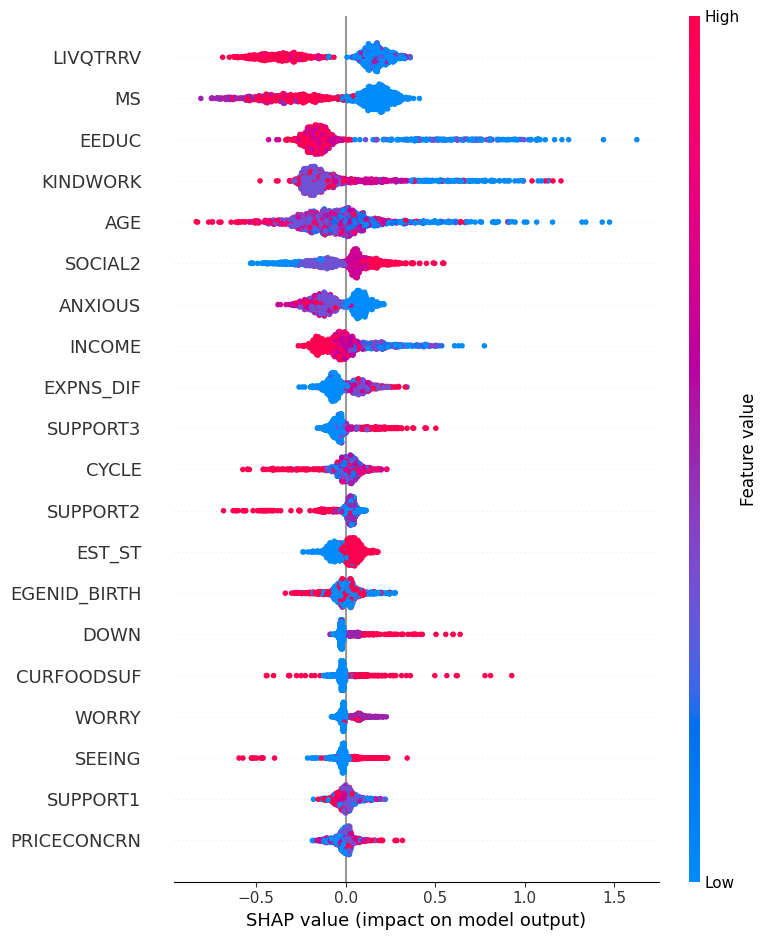 High
LIVQTRRV
MS
EEDUC
KINDWORK
AGE
SOCIAL2
ANXIOUS
INCOME
EXPNS_DIF
SUPPORT3
CYCLE
SUPPORT2
EST_ST
EGENID_BIRTH
DOWN
CURFOODSUF
WORRY
SEEING
SUPPORT1
PRICECONCRN
Feature value
Low
−0.5 0.0 0.5 1.0 1.5
SHAP value (impact on model output)